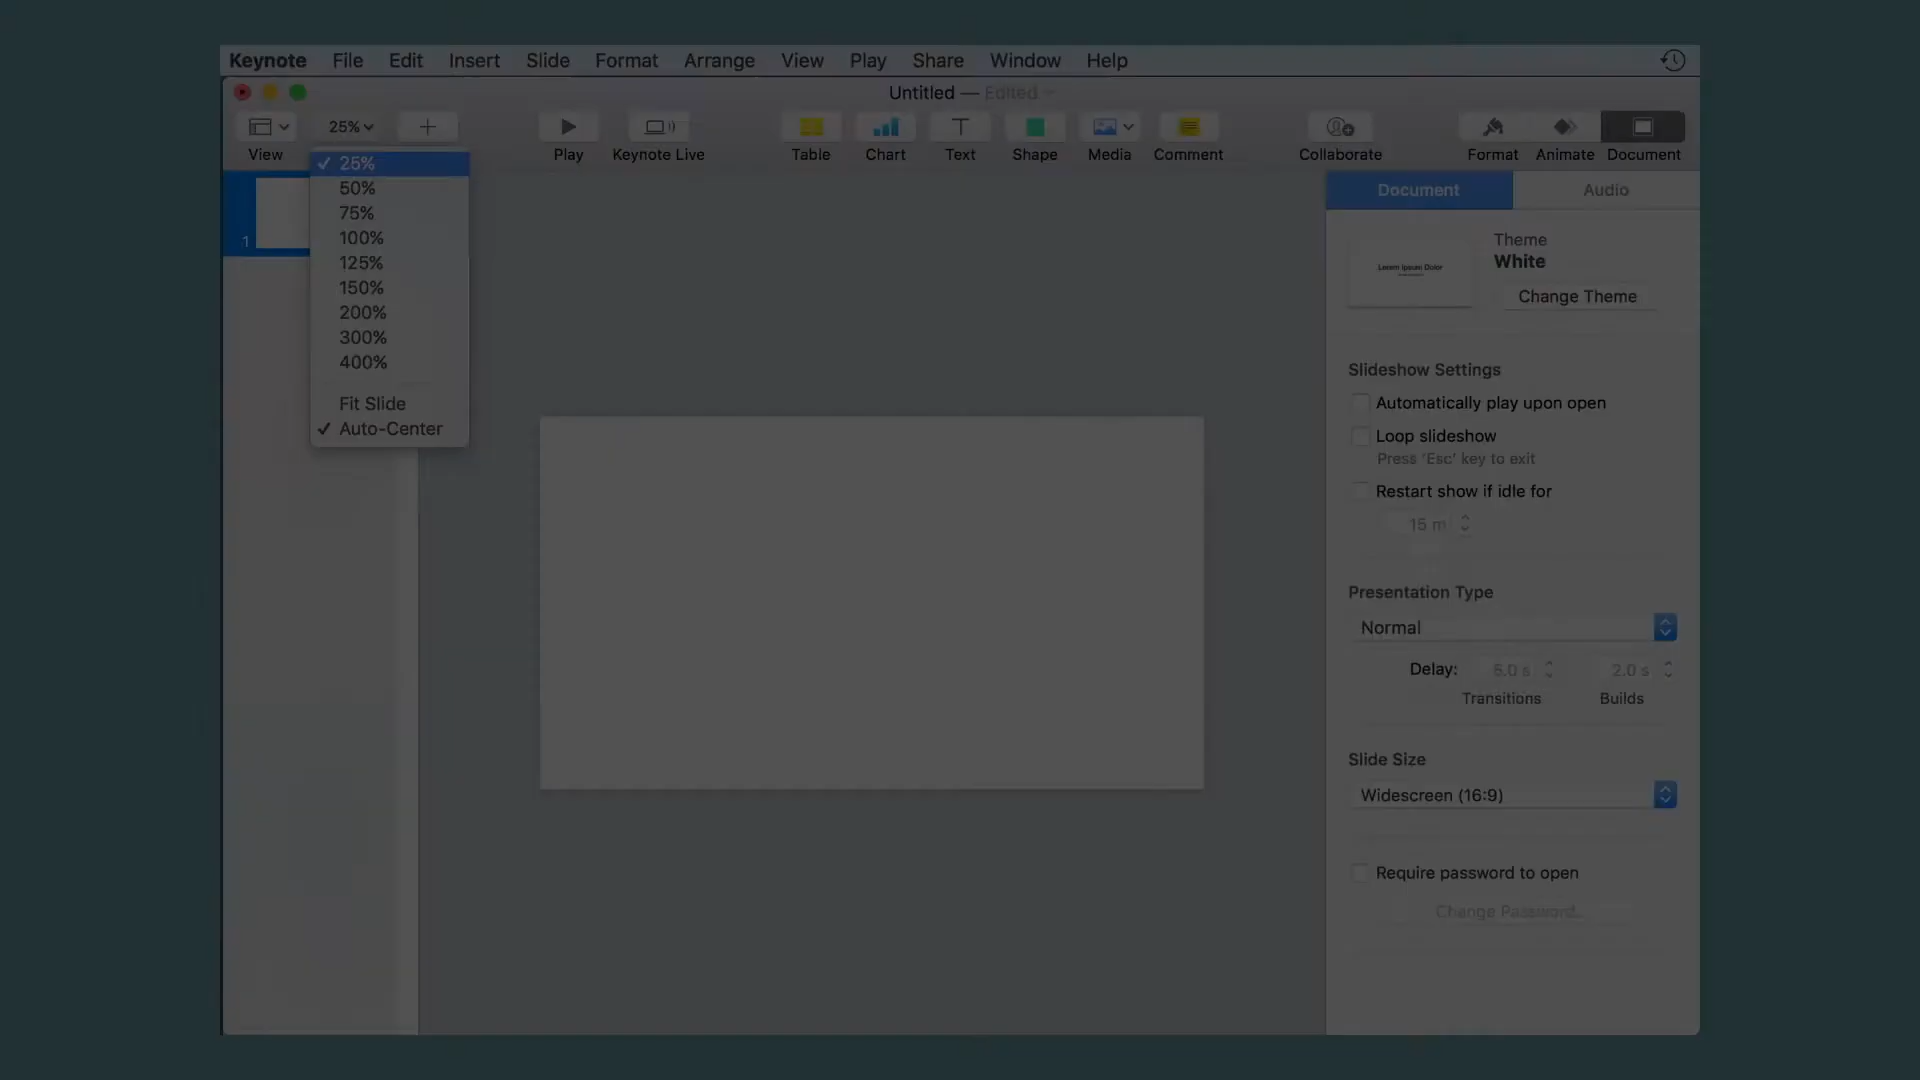 Keynote File Edit Insert Slide Format Arrange View Play Share Window Help
Untitled — Edited
25%
View
Play
Keynote Live
Table
Chart
Text
Shape
Media
Comment
Collaborate
Format
Animate
Document
✓ 25%
50%
75%
100%
125%
150%
200%
300%
400%
Fit Slide
✓ Auto-Center
1
Document
Audio
Lorem Ipsum Dolor
Theme
White
Change Theme
Slideshow Settings
Automatically play upon open
Loop slideshow
Press ‘Esc’ key to exit
Restart show if idle for
15 m
Presentation Type
Normal
Delay: 5.0 s 2.0 s
Transitions Builds
Slide Size
Widescreen (16:9)
Require password to open
Change Password...